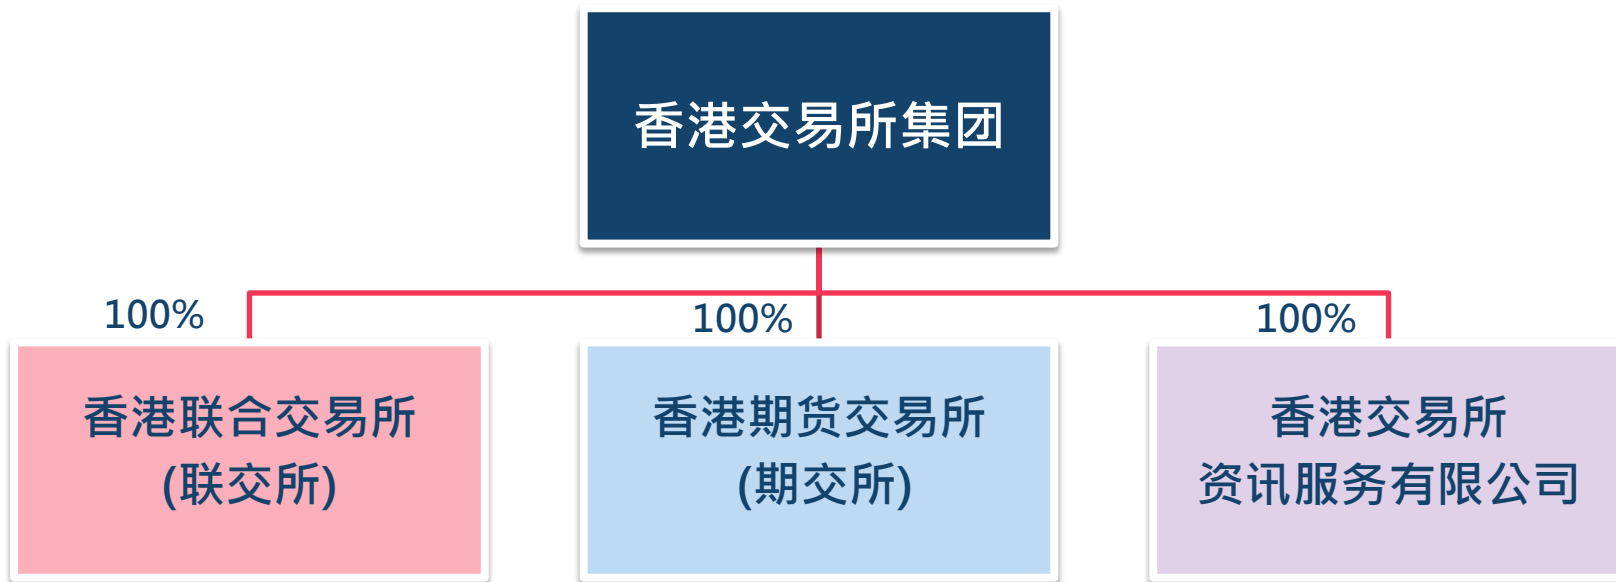 香港交易所集团
100%
100%
100%
香港联合交易所
(联交所)
香港期货交易所
(期交所)
香港交易所
资讯服务有限公司